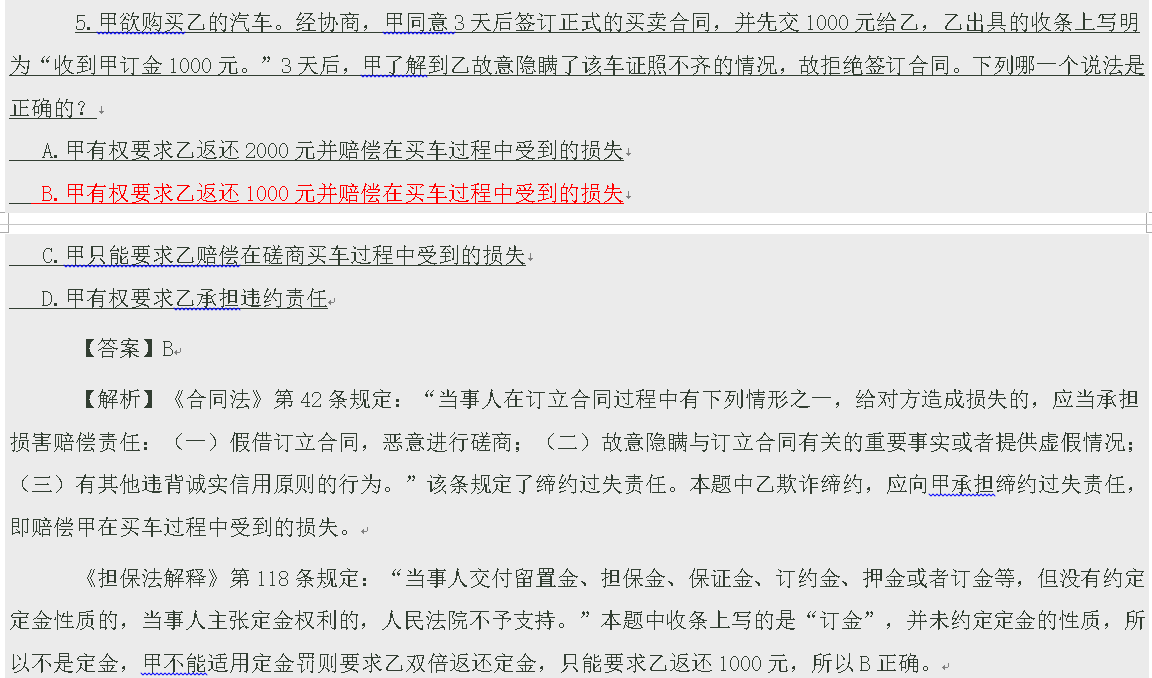 5.甲欲购买乙的汽车。经协商，甲同意3天后签订正式的买卖合同，并先交1000元给乙，乙出具的收条上写明
为“收到甲订金1000元。”3天后，甲了解到乙故意隐瞒了该车证照不齐的情况，故拒绝签订合同。下列哪一个说法是
正确的？
A.甲有权要求乙返还2000元并赔偿在买车过程中受到的损失
B.甲有权要求乙返还1000元并赔偿在买车过程中受到的损失
C.甲只能要求乙赔偿在磋商买车过程中受到的损失
D.甲有权要求乙承担违约责任
【答案】B
【解析】《合同法》第42条规定：“当事人在订立合同过程中有下列情形之一，给对方造成损失的，应当承担
损害赔偿责任：（一）假借订立合同，恶意进行磋商；（二）故意隐瞒与订立合同有关的重要事实或者提供虚假情况；
（三）有其他违背诚实信用原则的行为。”该条规定了缔约过失责任。本题中乙欺诈缔约，应向甲承担缔约过失责任，
即赔偿甲在买车过程中受到的损失。
《担保法解释》第118条规定：“当事人交付留置金、担保金、保证金、订约金、押金或者订金等，但没有约定
定金性质的，当事人主张定金权利的，人民法院不予支持。”本题中收条上写的是“订金”，并未约定定金的性质，所
以不是定金，甲不能适用定金罚则要求乙双倍返还定金，只能要求乙返还1000元，所以B正确。